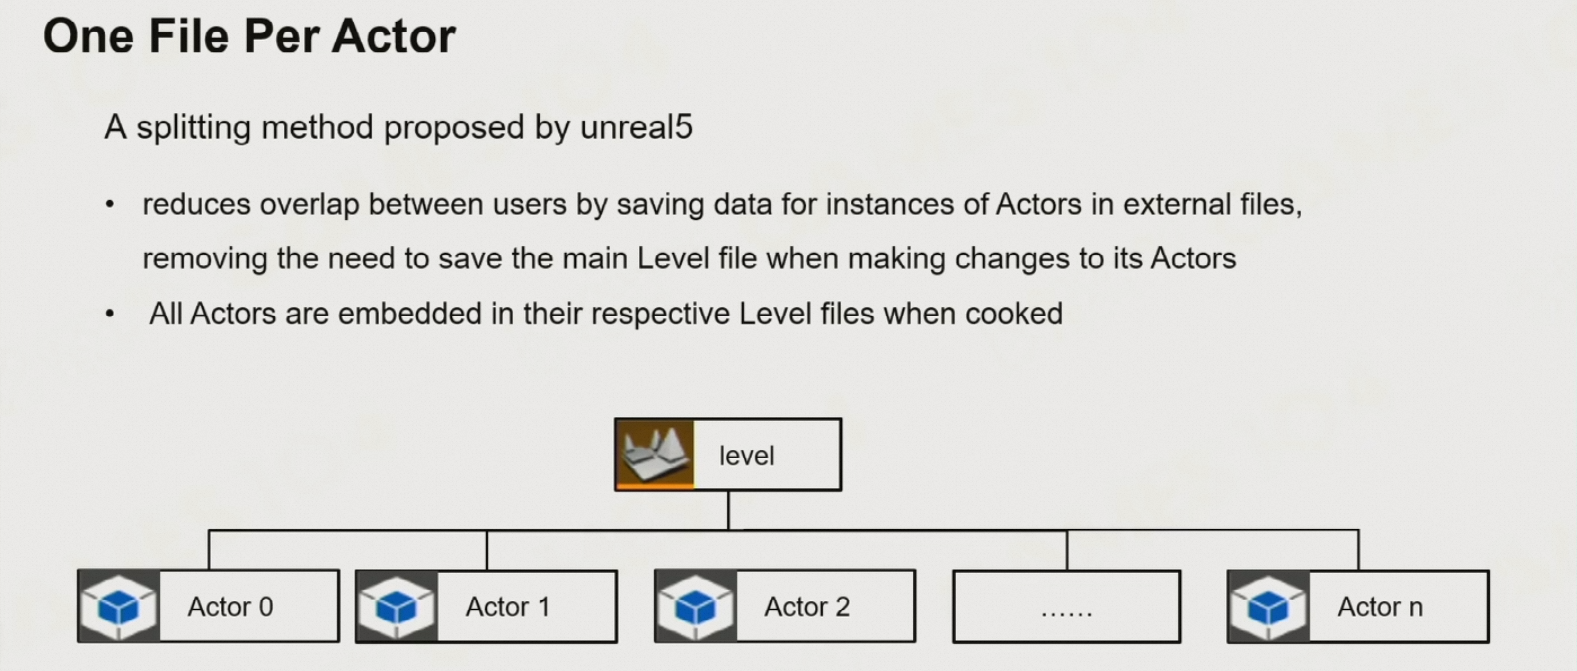 One File Per Actor
A splitting method proposed by unreal5
• reduces overlap between users by saving data for instances of Actors in external files,
removing the need to save the main Level file when making changes to its Actors
• All Actors are embedded in their respective Level files when cooked
level
Actor 0
Actor 1
Actor 2
......
Actor n